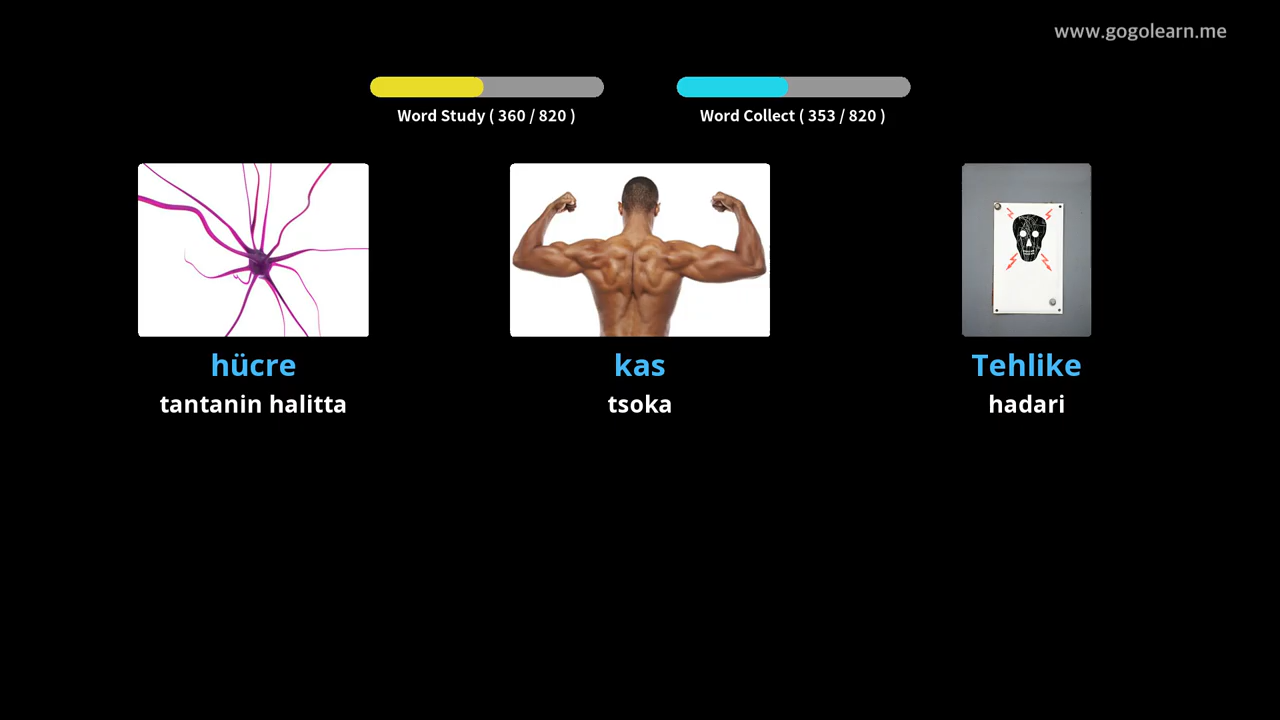 www.gogolearn.me
Word Study ( 360 / 820 )
Word Collect ( 353 / 820 )
hücre
tantanin halitta
kas
tsoka
Tehlike
hadari